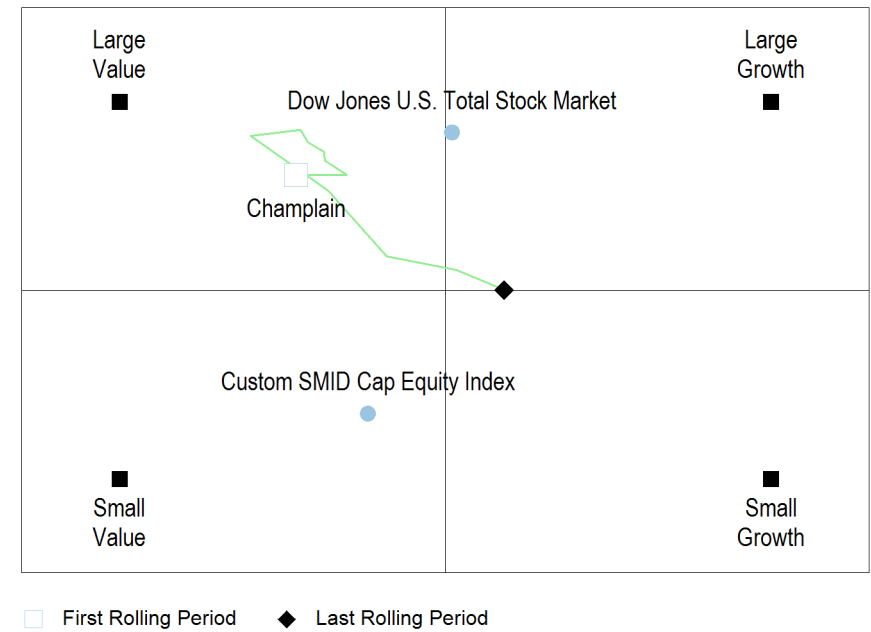 Large
Value
Large
Growth
Dow Jones U.S. Total Stock Market
Champlain
Custom SMID Cap Equity Index
Small
Value
Small
Growth
First Rolling Period
Last Rolling Period